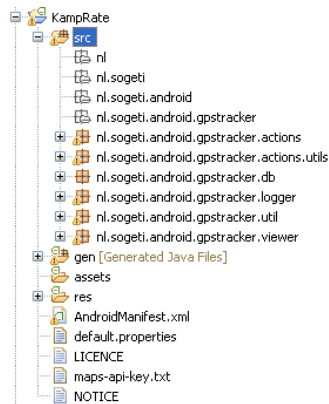 KampRate
src
nl
nl.sogeti
nl.sogeti.android
nl.sogeti.android.gpstracker
nl.sogeti.android.gpstracker.actions
nl.sogeti.android.gpstracker.actions.utils
nl.sogeti.android.gpstracker.db
nl.sogeti.android.gpstracker.logger
nl.sogeti.android.gpstracker.util
nl.sogeti.android.gpstracker.viewer
gen [Generated Java Files]
assets
res
AndroidManifest.xml
default.properties
LICENCE
maps-api-key.txt
NOTICE